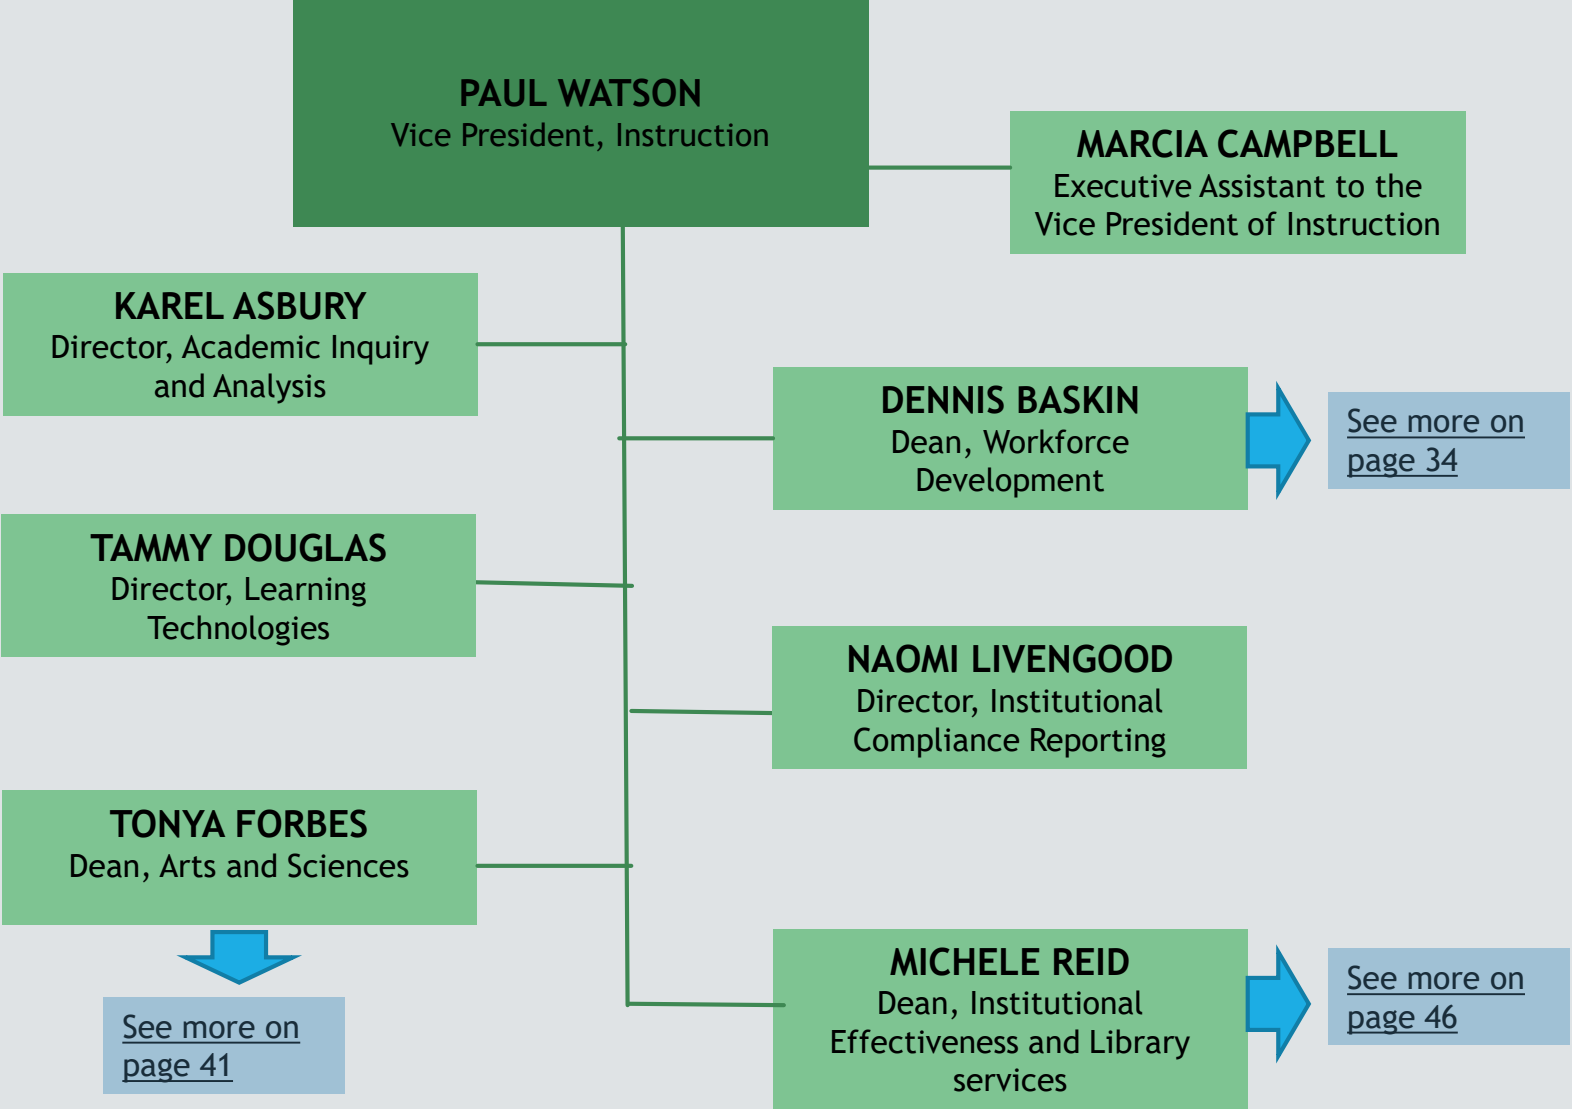 PAUL WATSON
Vice President, Instruction
MARCIA CAMPBELL
Executive Assistant to the
Vice President of Instruction
KAREL ASBURY
Director, Academic Inquiry
and Analysis
DENNIS BASKIN
Dean, Workforce
Development
See more on
page 34
TAMMY DOUGLAS
Director, Learning
Technologies
NAOMI LIVENGOOD
Director, Institutional
Compliance Reporting
TONYA FORBES
Dean, Arts and Sciences
See more on
page 41
MICHELE REID
Dean, Institutional
Effectiveness and Library
services
See more on
page 46